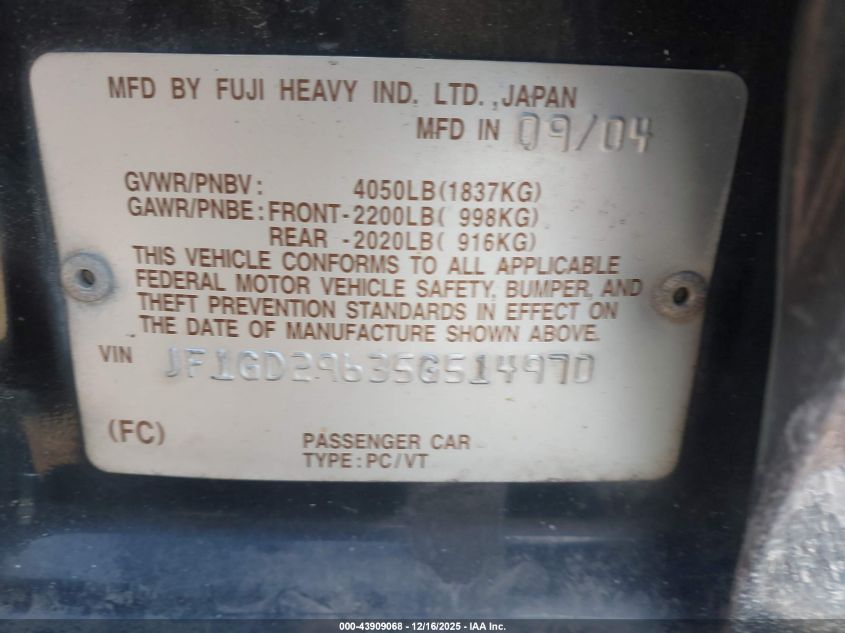 MFD BY FUJI HEAVY IND. LTD., JAPAN
MFD IN 09/04
GVWR/PNBV: 4050LB(1837KG)
GAWR/PNBE: FRONT-2200LB( 998KG)
REAR -2020LB( 916KG)
THIS VEHICLE CONFORMS TO ALL APPLICABLE
FEDERAL MOTOR VEHICLE SAFETY, BUMPER, AND
THEFT PREVENTION STANDARDS IN EFFECT ON
THE DATE OF MANUFACTURE SHOWN ABOVE.
VIN JF1GD29635G514970
(FC)
PASSENGER CAR
TYPE: PC/VT
000-43909068 - 12/16/2025 - IAA Inc.